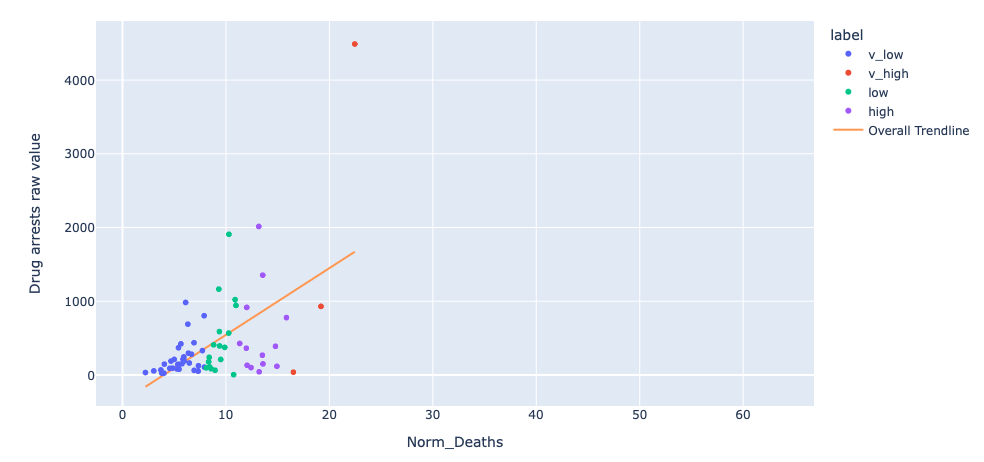 label
v_low
v_high
low
high
Overall Trendline
Drug arrests raw value
4000
3000
2000
1000
0
0 10 20 30 40 50 60
Norm_Deaths